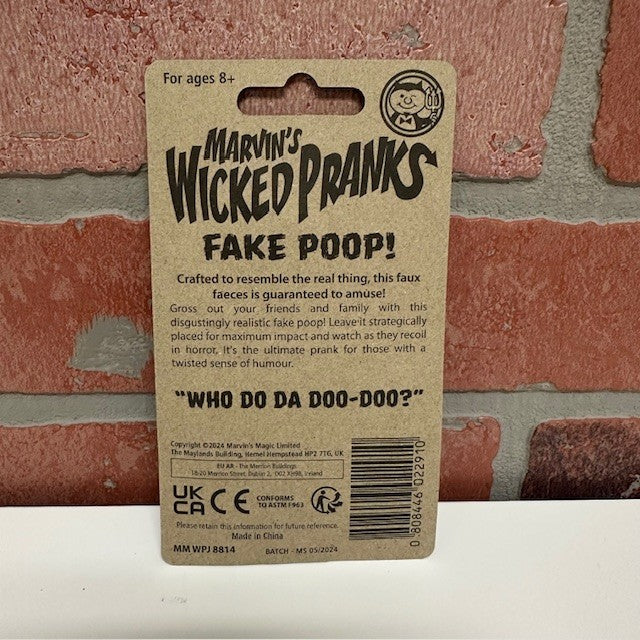 For ages 8+
MARVIN'S
WICKED PRANKS
FAKE POOP!
Crafted to resemble the real thing, this faux
faeces is guaranteed to amuse!
Gross out your friends and family with this
disgustingly realistic fake poop! Leave it strategically
placed for maximum impact and watch as they recoil
in horror. It's the ultimate prank for those with a
twisted sense of humour.
"WHO DO DA DOO-DOO?"
Copyright ©2024 Marvin's Magic Limited
The Maylands Building, Hemel Hempstead HP2 7TG, UK
EU AR - The Merrion Buildings
18-20 Merrion Street, Dublin 2, D02 XH98, Ireland
UK
CA CE CONFORMS
TO ASTM F963
Please retain this information for future reference.
Made in China
MM WPJ 8814
BATCH - MS 05/2024
0 808446 022910